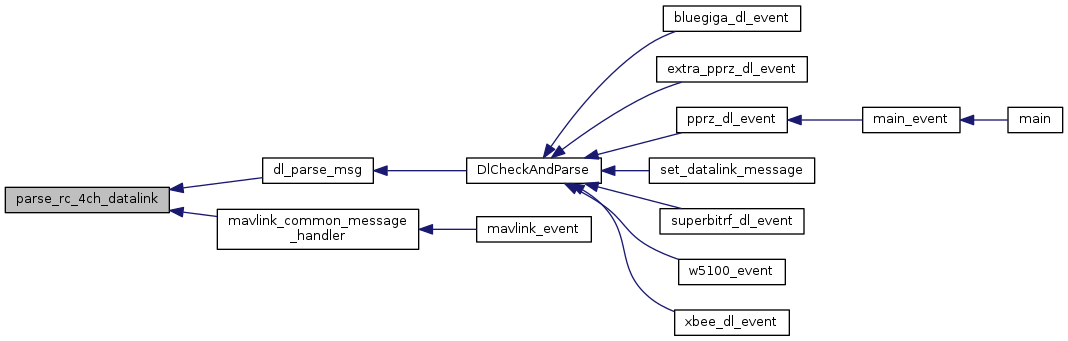 bluegiga_dl_event
extra_pprz_dl_event
pprz_dl_event
main_event
main
dl_parse_msg
DlCheckAndParse
set_datalink_message
parse_rc_4ch_datalink
mavlink_common_message
_handler
mavlink_event
superbitrf_dl_event
w5100_event
xbee_dl_event